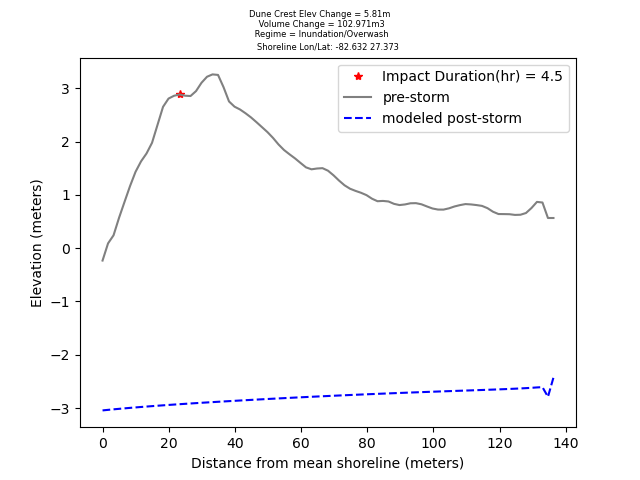 Dune Crest Elev Change = 5.81m
Volume Change = 102.971m3
Regime = Inundation/Overwash
Shoreline Lon/Lat: -82.632 27.373
Impact Duration(hr) = 4.5
pre-storm
modeled post-storm
3
2
1
0
−1
−2
−3
Elevation (meters)
0 20 40 60 80 100 120 140
Distance from mean shoreline (meters)